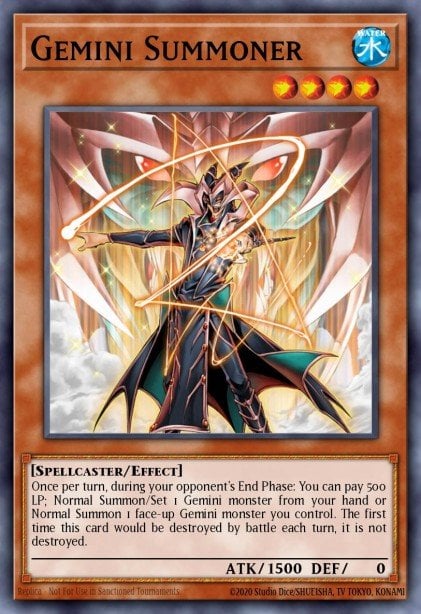 GEMINI SUMMONER
WATER
水
[SPELLCASTER/EFFECT]
Once per turn, during your opponent's End Phase: You can pay 500
LP; Normal Summon/Set 1 Gemini monster from your hand or
Normal Summon 1 face-up Gemini monster you control. The first
time this card would be destroyed by battle each turn, it is not
destroyed.
ATK/1500 DEF/ 0
Replica - Not For Use in Sanctioned Tournaments
©2020 Studio Dice/SHUEISHA, TV TOKYO, KONAMI